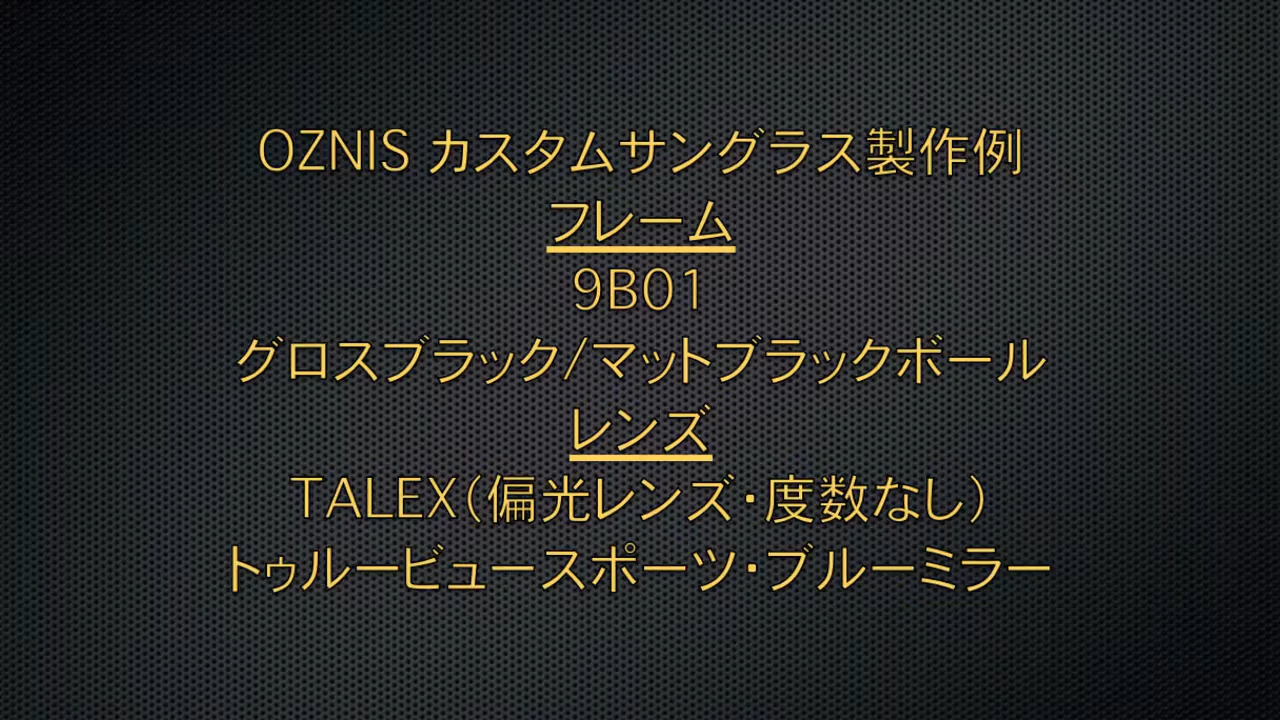 OZNIS カスタムサングラス製作例
フレーム
9B01
グロスブラック/マットブラックボール
レンズ
TALEX（偏光レンズ・度数なし）
トゥルービュースポーツ・ブルーミラー